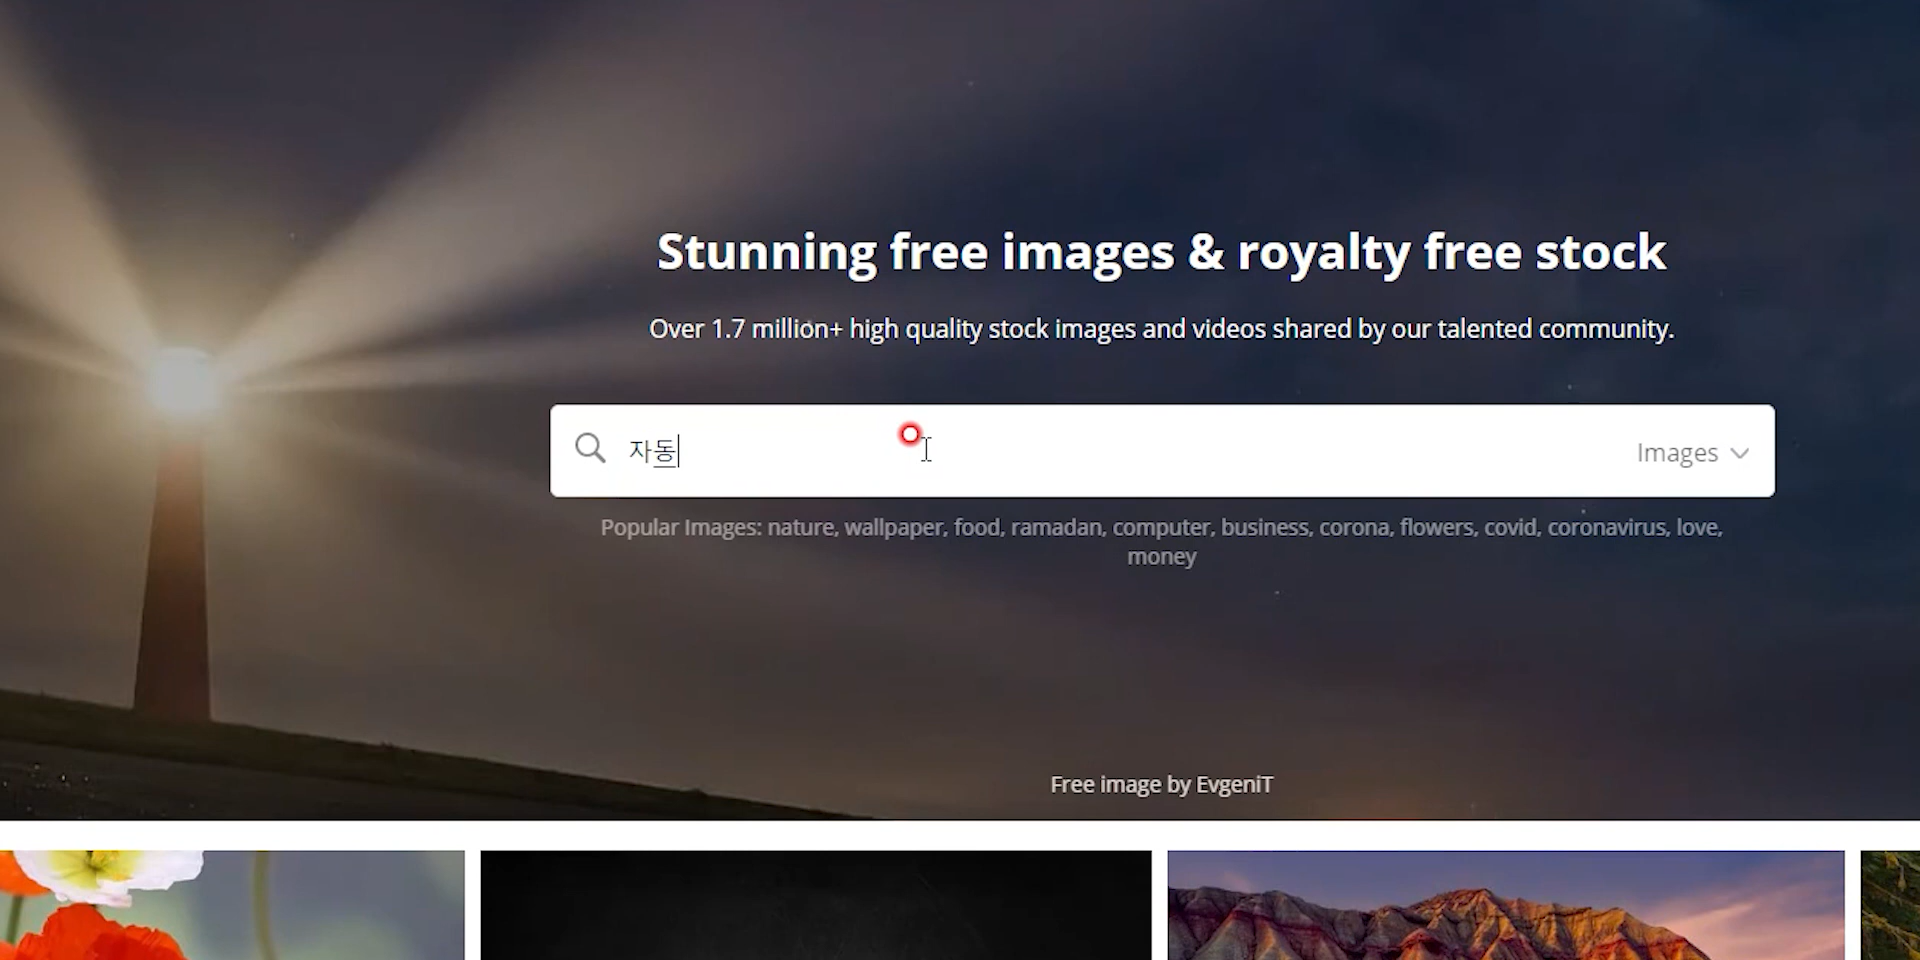 Stunning free images & royalty free stock
Over 1.7 million+ high quality stock images and videos shared by our talented community.
자동
Images
Popular Images: nature, wallpaper, food, ramadan, computer, business, corona, flowers, covid, coronavirus, love,
money
Free image by EvgeniT